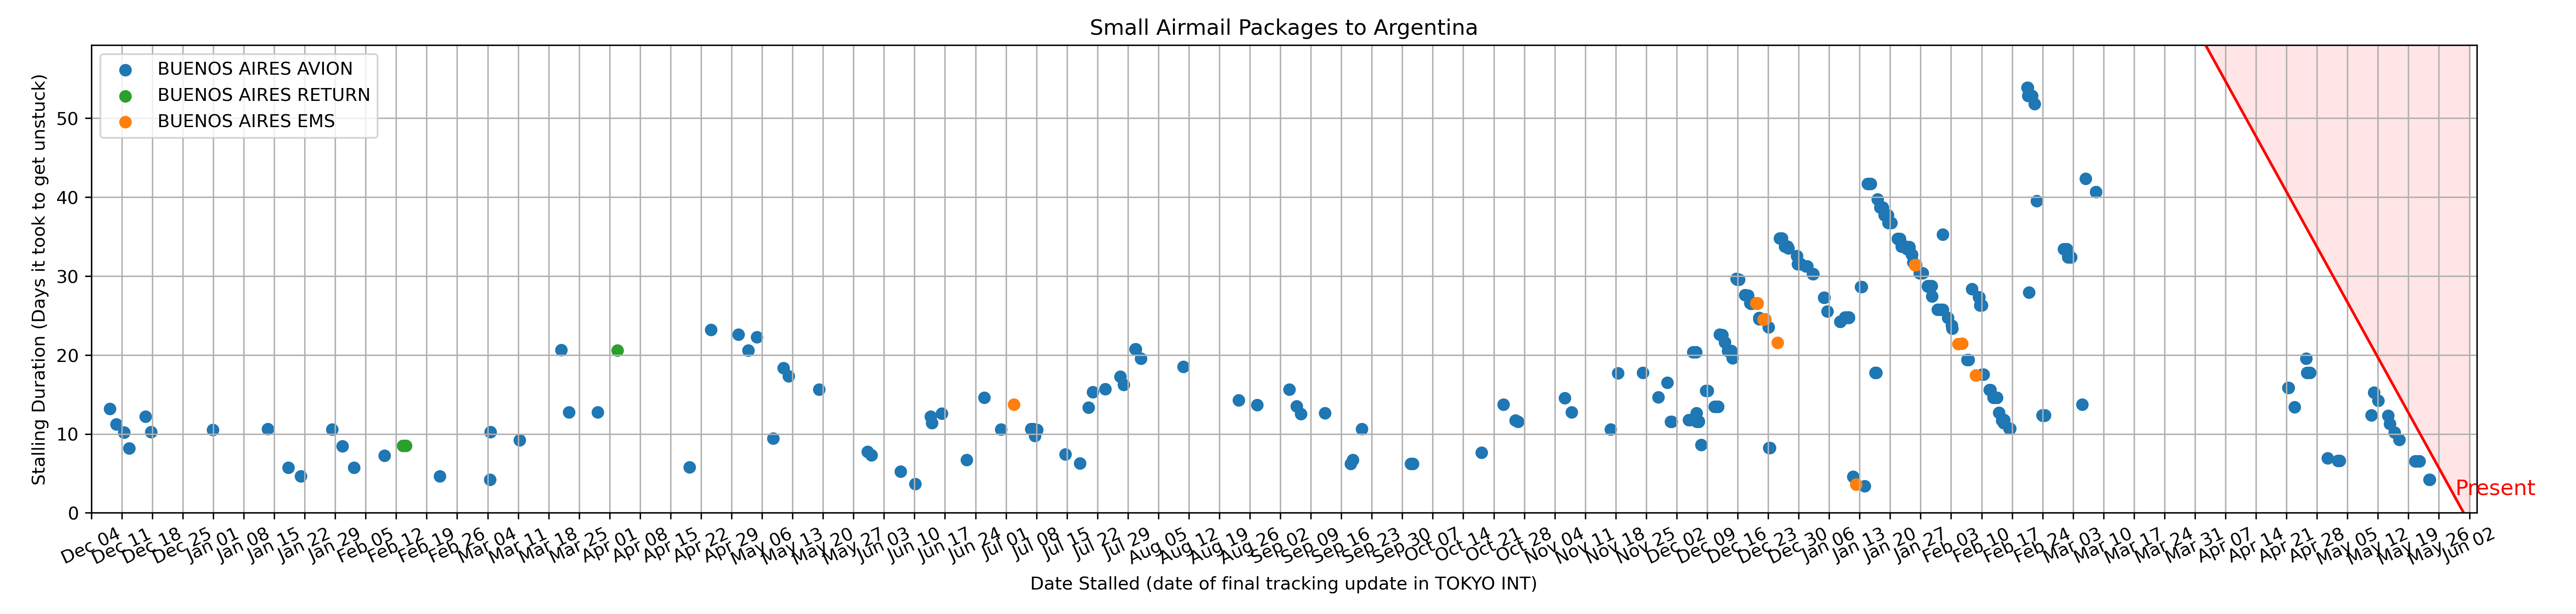 Small Airmail Packages to Argentina
BUENOS AIRES AVION
BUENOS AIRES RETURN
BUENOS AIRES EMS
Stalling Duration (Days it took to get unstuck)
50
40
30
20
10
0
Present
Dec 04 Dec 11 Dec 18 Dec 25 Jan 01 Jan 08 Jan 15 Jan 22 Jan 29 Feb 05 Feb 12 Feb 19 Feb 26 Mar 04 Mar 11 Mar 18 Mar 25 Apr 01 Apr 08 Apr 15 Apr 22 Apr 29 May 06 May 13 May 20 May 27 Jun 03 Jun 10 Jun 17 Jun 24 Jul 01 Jul 08 Jul 15 Jul 22 Jul 29 Aug 05 Aug 12 Aug 19 Aug 26 Sep 02 Sep 09 Sep 16 Sep 23 Sep 30 Oct 07 Oct 14 Oct 21 Oct 28 Nov 04 Nov 11 Nov 18 Nov 25 Dec 02 Dec 09 Dec 16 Dec 23 Dec 30 Jan 06 Jan 13 Jan 20 Jan 27 Feb 03 Feb 10 Feb 17 Feb 24 Mar 03 Mar 10 Mar 17 Mar 24 Mar 31 Apr 07 Apr 14 Apr 21 Apr 28 May 05 May 12 May 19 May 26 Jun 02
Date Stalled (date of final tracking update in TOKYO INT)